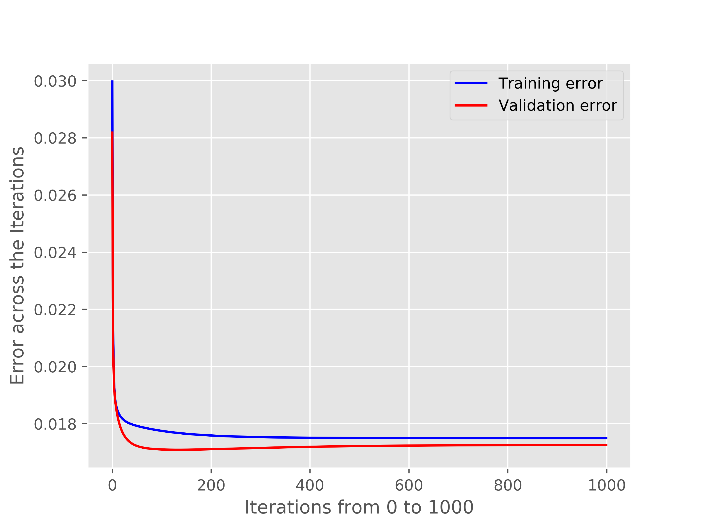 Training error
Validation error
0.030
0.028
0.026
0.024
0.022
0.020
0.018
Error across the Iterations
0 200 400 600 800 1000
Iterations from 0 to 1000